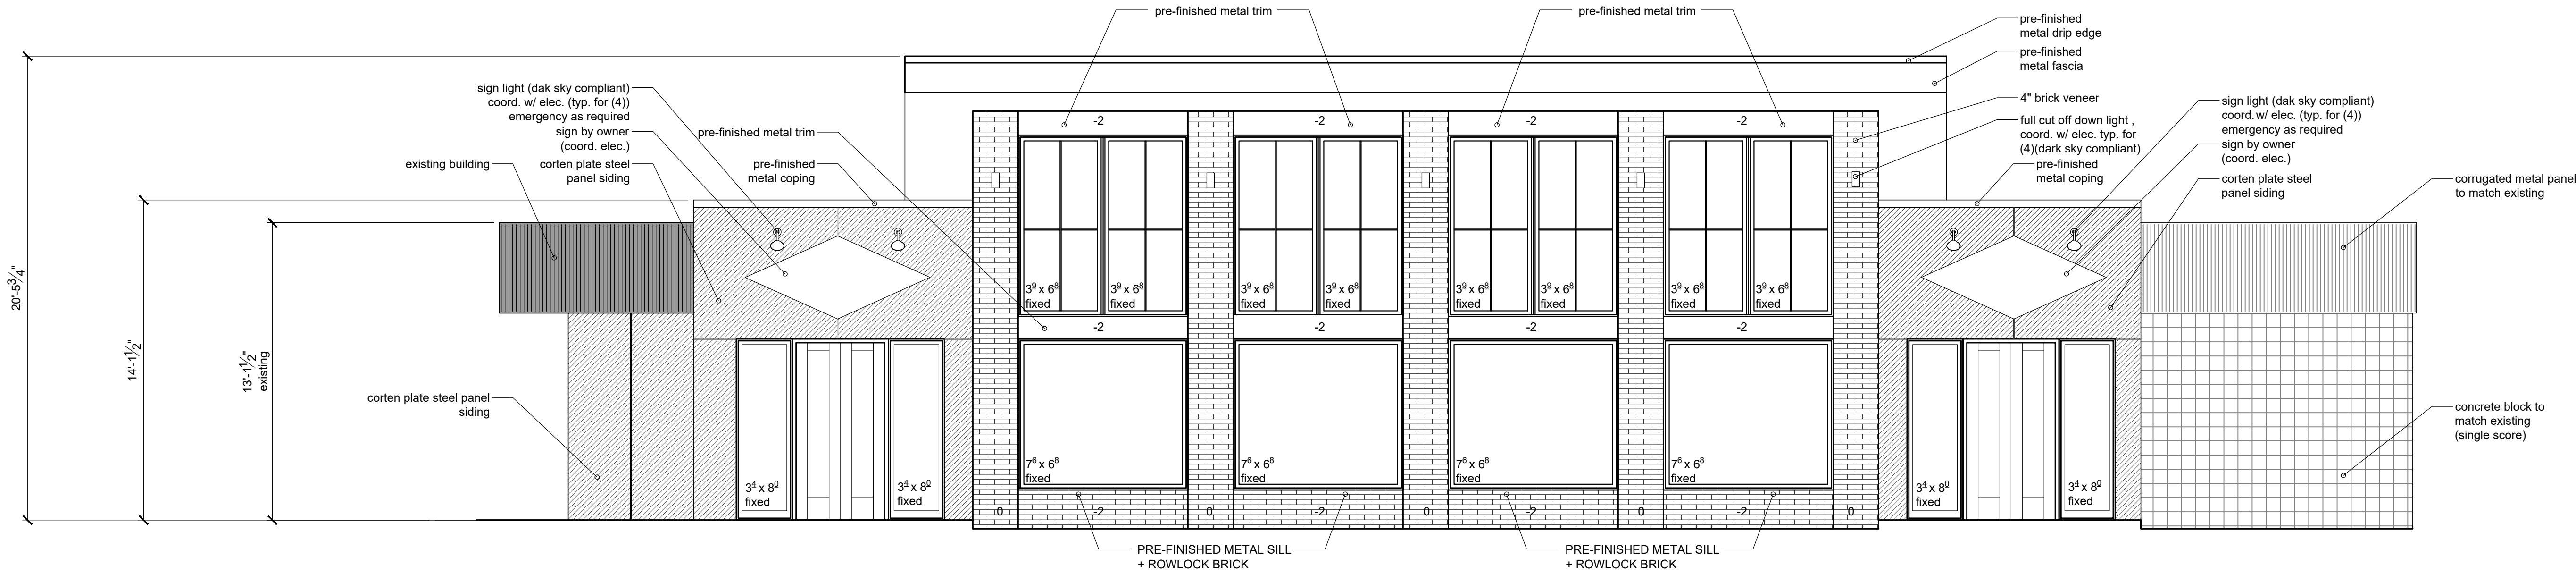 pre-finished metal trim
pre-finished metal trim
pre-finished
metal drip edge
pre-finished
metal fascia
sign light (dak sky compliant)
coord. w/ elec. (typ. for (4))
emergency as required
sign by owner
(coord. elec.)
pre-finished metal trim
existing building
corten plate steel
panel siding
pre-finished
metal coping
4" brick veneer
full cut off down light ,
coord. w/ elec. typ. for
(4)(dark sky compliant)
pre-finished
metal coping
sign light (dak sky compliant)
coord. w/ elec. (typ. for (4))
emergency as required
sign by owner
(coord. elec.)
corten plate steel
panel siding
corrugated metal panel
to match existing
-2
-2
-2
-2
20'-5 3/4"
14'-1 1/2"
13'-1 1/2"
existing
3⁰ x 6⁸
fixed
3⁰ x 6⁸
fixed
3⁰ x 6⁸
fixed
3⁰ x 6⁸
fixed
3⁰ x 6⁸
fixed
3⁰ x 6⁸
fixed
3⁰ x 6⁸
fixed
3⁰ x 6⁸
fixed
-2
-2
-2
-2
corten plate steel panel
siding
concrete block to
match existing
(single score)
7⁶ x 6⁸
fixed
7⁶ x 6⁸
fixed
7⁶ x 6⁸
fixed
7⁶ x 6⁸
fixed
3⁴ x 8⁰
fixed
3⁴ x 8⁰
fixed
3⁴ x 8⁰
fixed
3⁴ x 8⁰
fixed
0
-2
0
-2
0
-2
0
-2
0
PRE-FINISHED METAL SILL
+ ROWLOCK BRICK
PRE-FINISHED METAL SILL
+ ROWLOCK BRICK